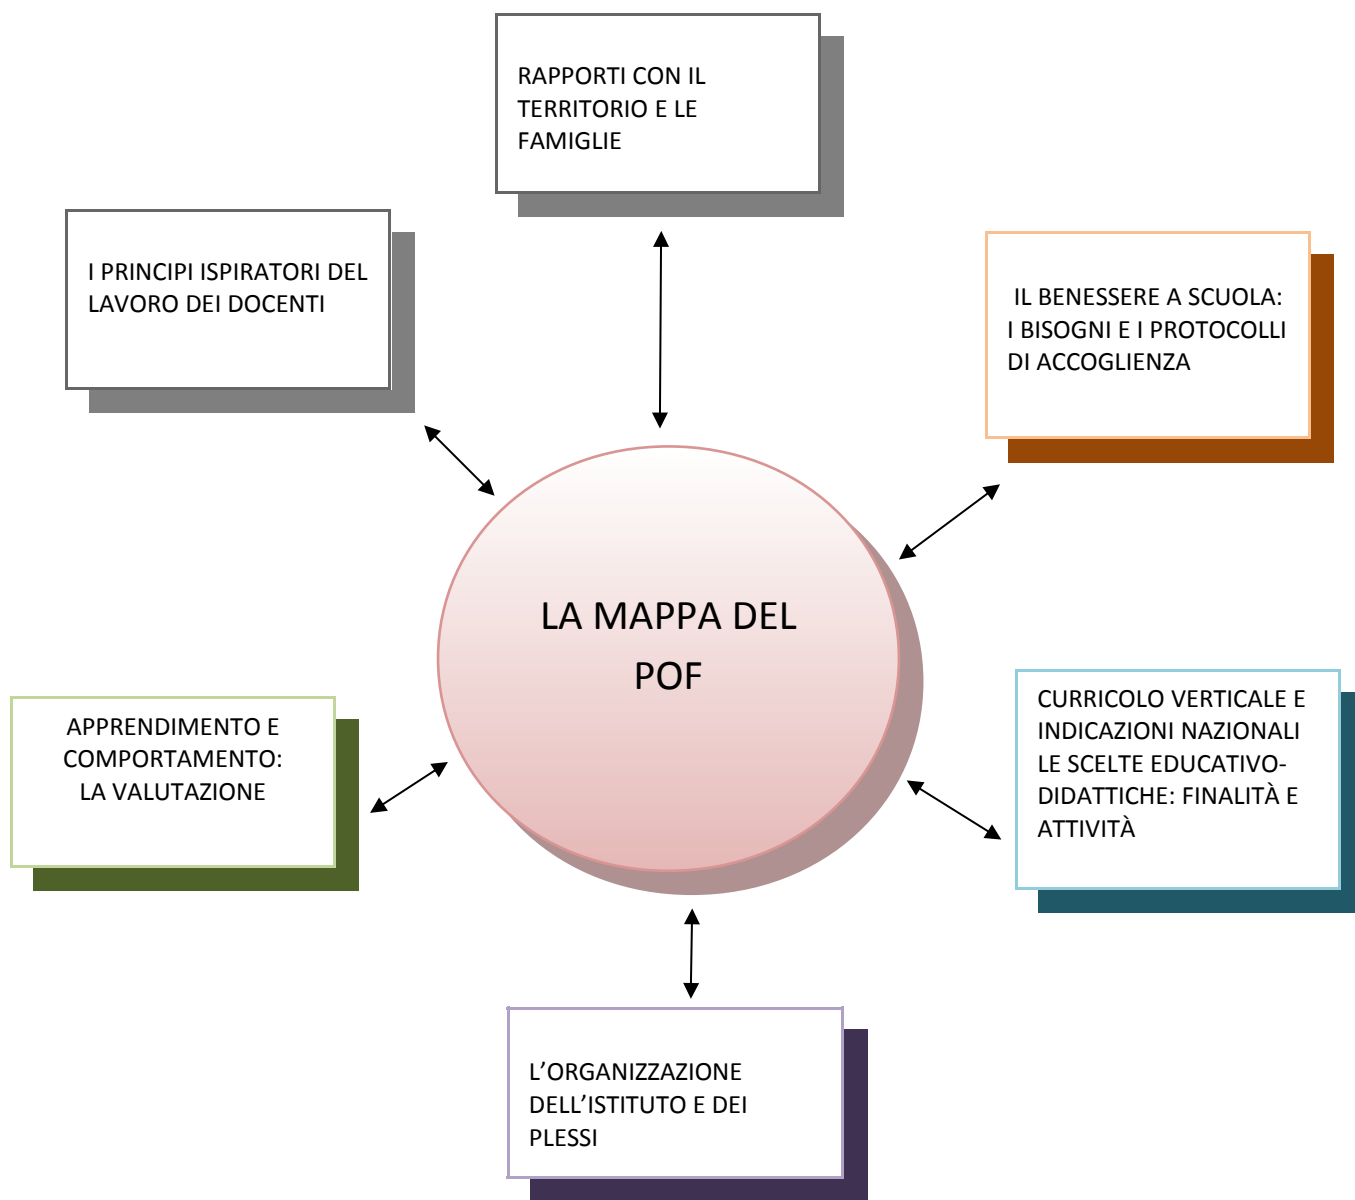 RAPPORTI CON IL
TERRITORIO E LE
FAMIGLIE
I PRINCIPI ISPIRATORI DEL
LAVORO DEI DOCENTI
IL BENESSERE A SCUOLA:
I BISOGNI E I PROTOCOLLI
DI ACCOGLIENZA
LA MAPPA DEL
POF
APPRENDIMENTO E
COMPORTAMENTO:
LA VALUTAZIONE
CURRICOLO VERTICALE E
INDICAZIONI NAZIONALI
LE SCELTE EDUCATIVO-
DIDATTICHE: FINALITÀ E
ATTIVITÀ
L’ORGANIZZAZIONE
DELL’ISTITUTO E DEI
PLESSI